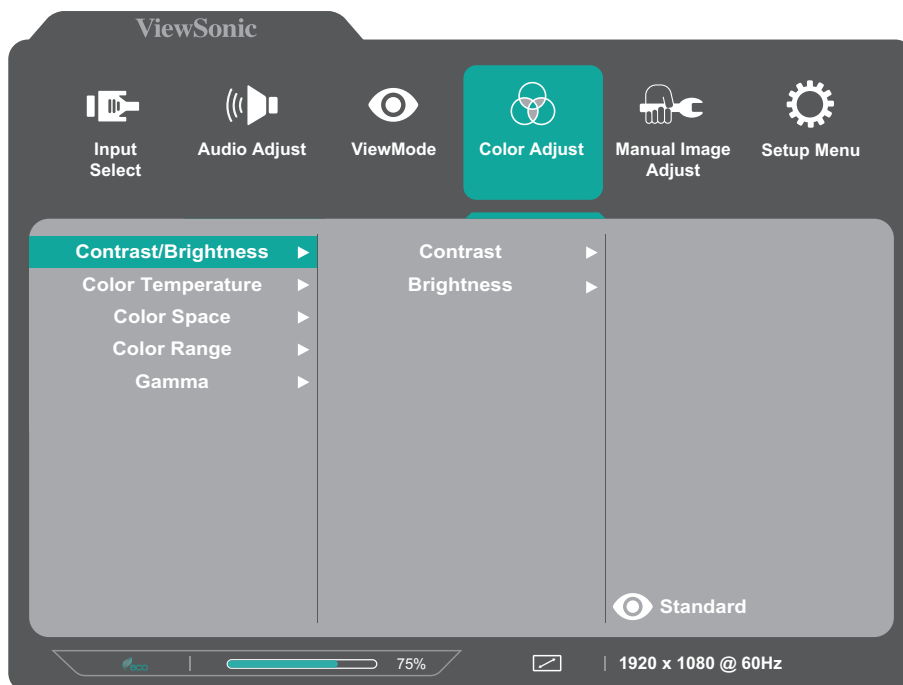 ViewSonic
Input
Select
Audio Adjust
ViewMode
Color Adjust
Manual Image
Adjust
Setup Menu
Contrast/Brightness
Color Temperature
Color Space
Color Range
Gamma
Contrast
Brightness
Standard
eco
75%
1920 x 1080 @ 60Hz